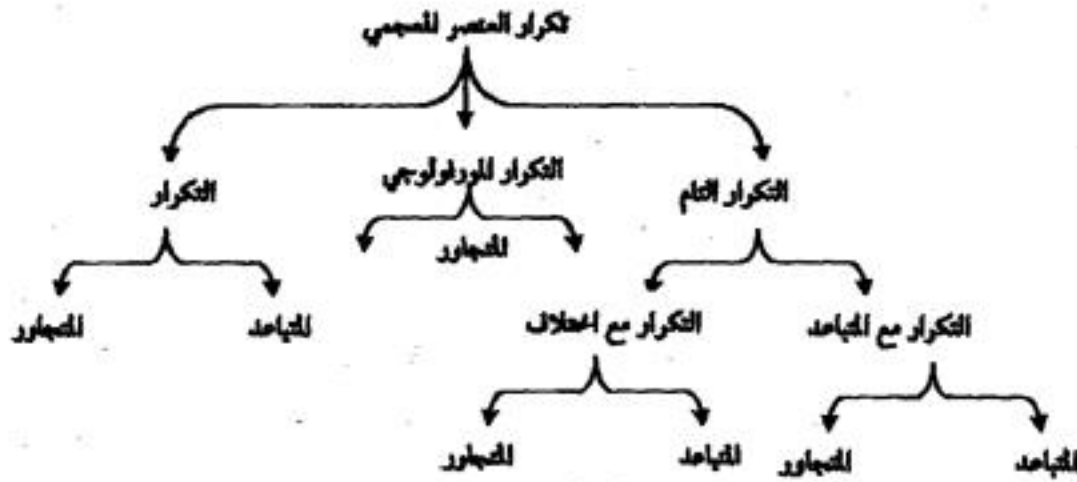 تكرار العنصر المعجمي
التكرار التام
التكرار المورفولوجي
التكرار
المتجاور
التكرار مع المتباعد
التكرار مع اختلاف
المتباعد
المتجاور
المتباعد
المتجاور
المتباعد
المتجاور